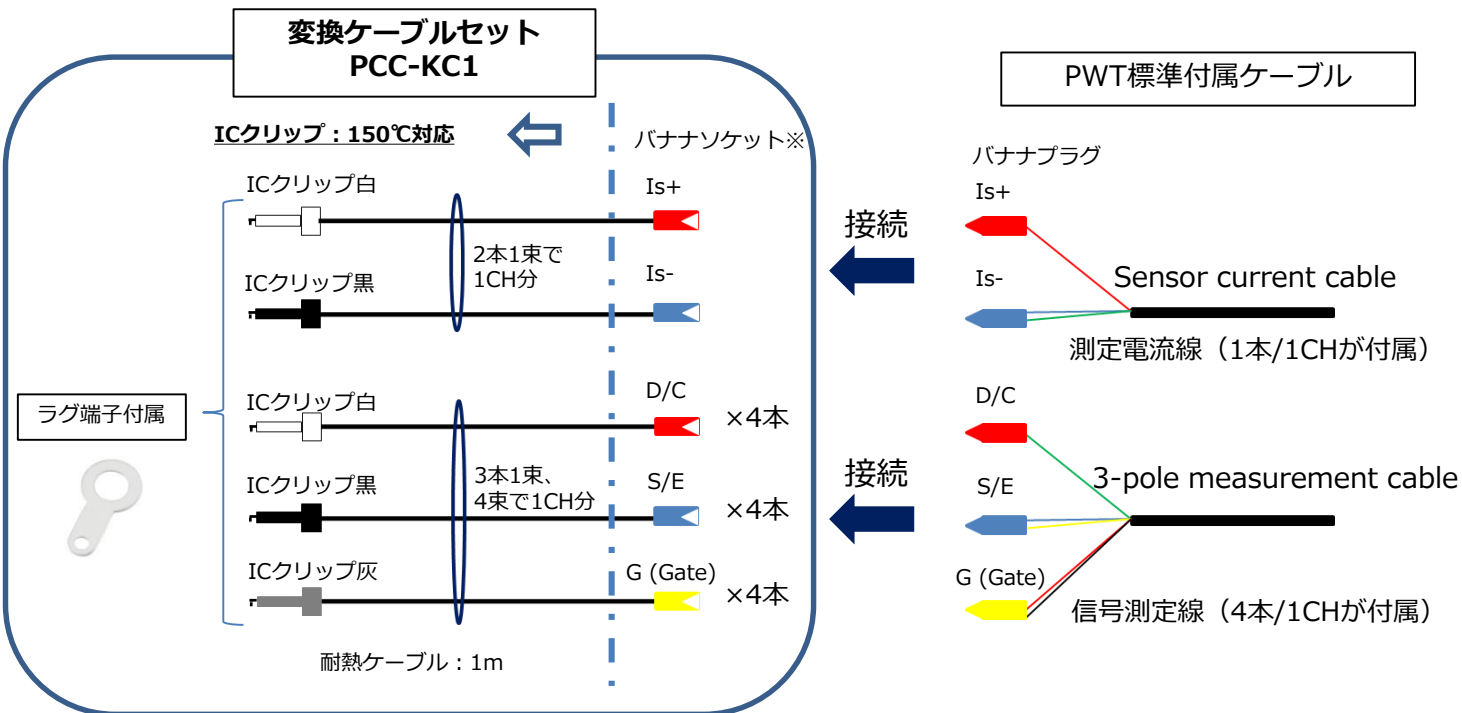 変換ケーブルセット
PCC-KC1
PWT標準付属ケーブル
ICクリップ：150℃対応
バナナソケット※
バナナプラグ
ICクリップ白
Is+
Is+
接続
2本1束で
1CH分
ICクリップ黒
Is-
Is-
Sensor current cable
測定電流線（1本/1CHが付属）
ラグ端子付属
ICクリップ白
D/C
×4本
D/C
接続
ICクリップ黒
3本1束、
4束で1CH分
S/E
×4本
S/E
3-pole measurement cable
ICクリップ灰
G (Gate)
×4本
G (Gate)
信号測定線（4本/1CHが付属）
耐熱ケーブル：1m